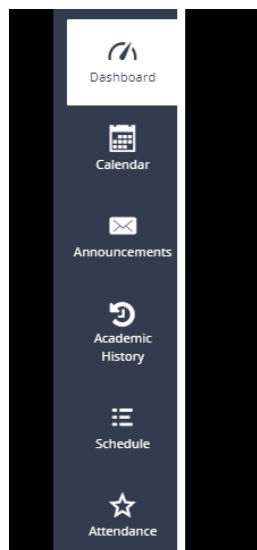 Dashboard
Calendar
Announcements
Academic
History
Schedule
Attendance